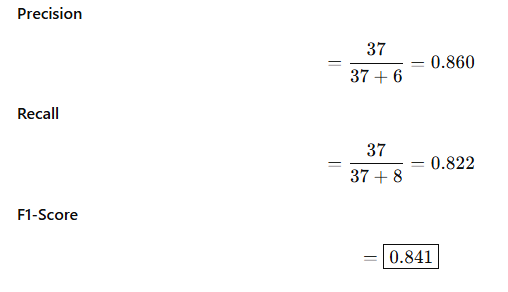 Precision
= 37 / (37 + 6) = 0.860
Recall
= 37 / (37 + 8) = 0.822
F1-Score
= 0.841